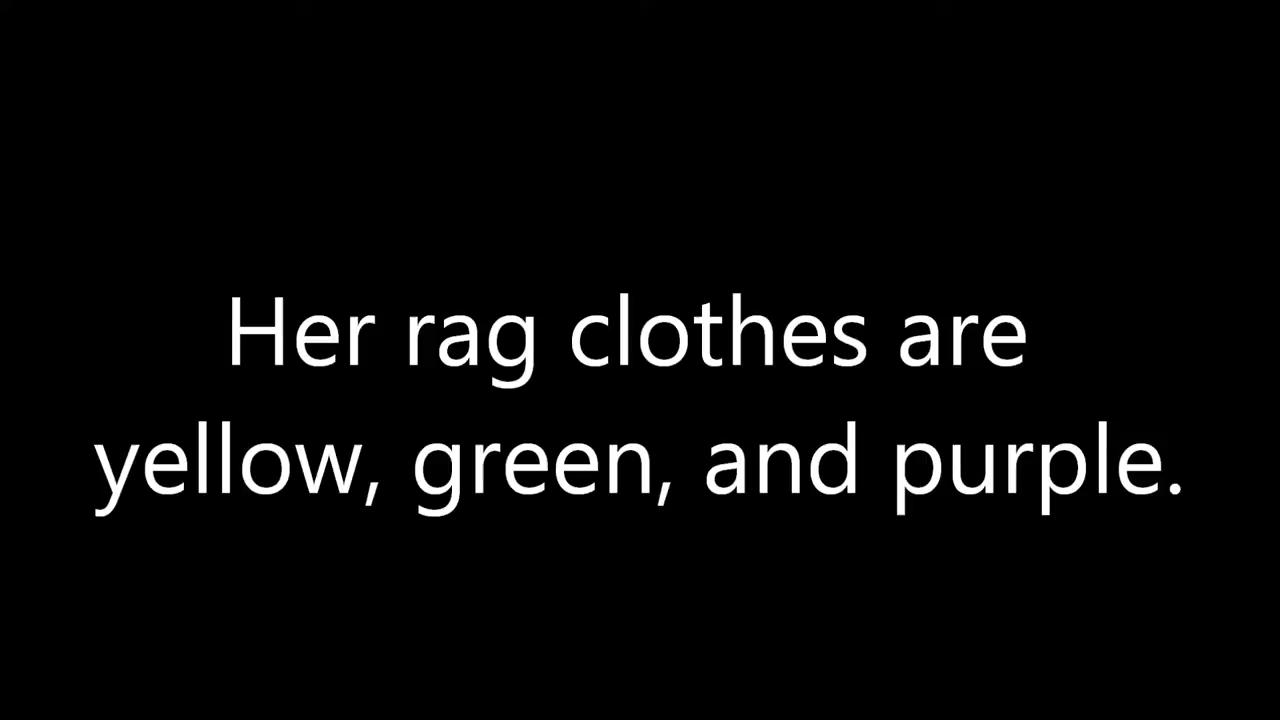 Her rag clothes are
yellow, green, and purple.